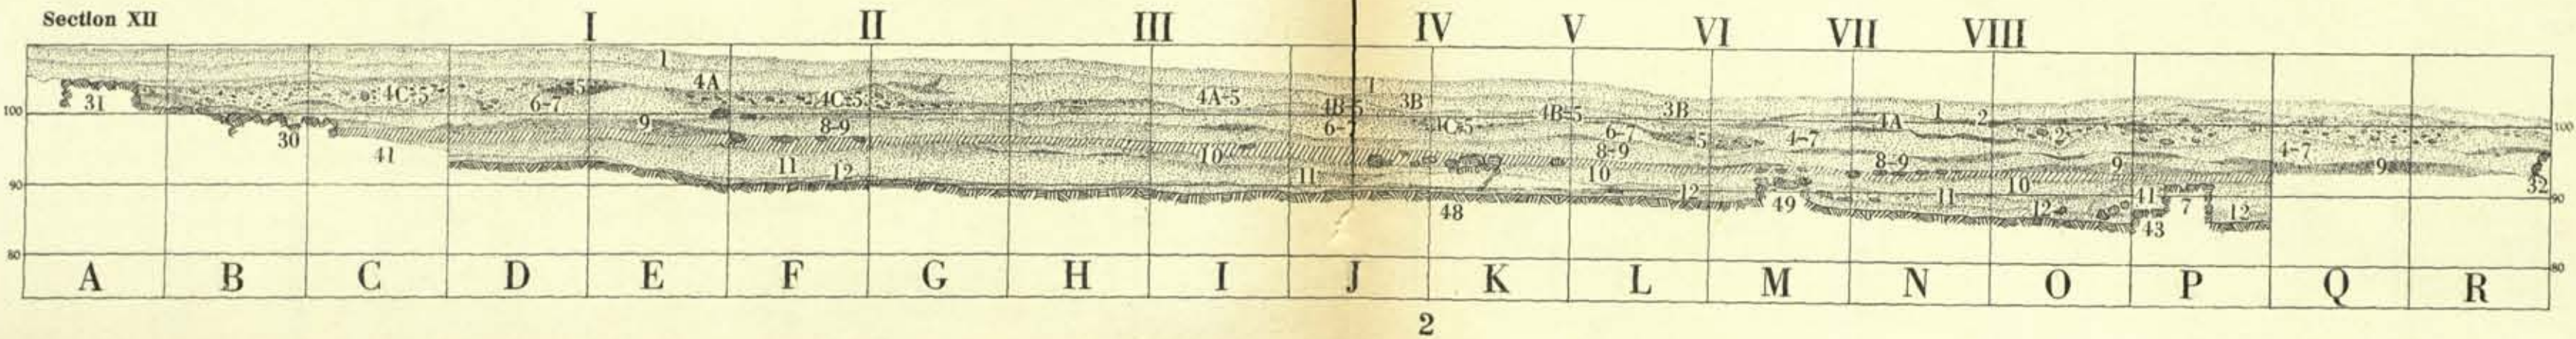 Section XII
I II III IV V VI VII VIII
1 1 1 2
4A 3B 3B 4A
31 4C-5 5 4C-5 4A-5 4B-5 4B-5 2
6-7 6-7 4C-5 6-7 5 4-7
100 100
9 8-9 8-9 8-9 9 4-7 9
30 41 10 10 10
11 12 11 12 11 41 32
90 90
48 49 12 7 12
43
80 80
A B C D E F G H I J K L M N O P Q R
2